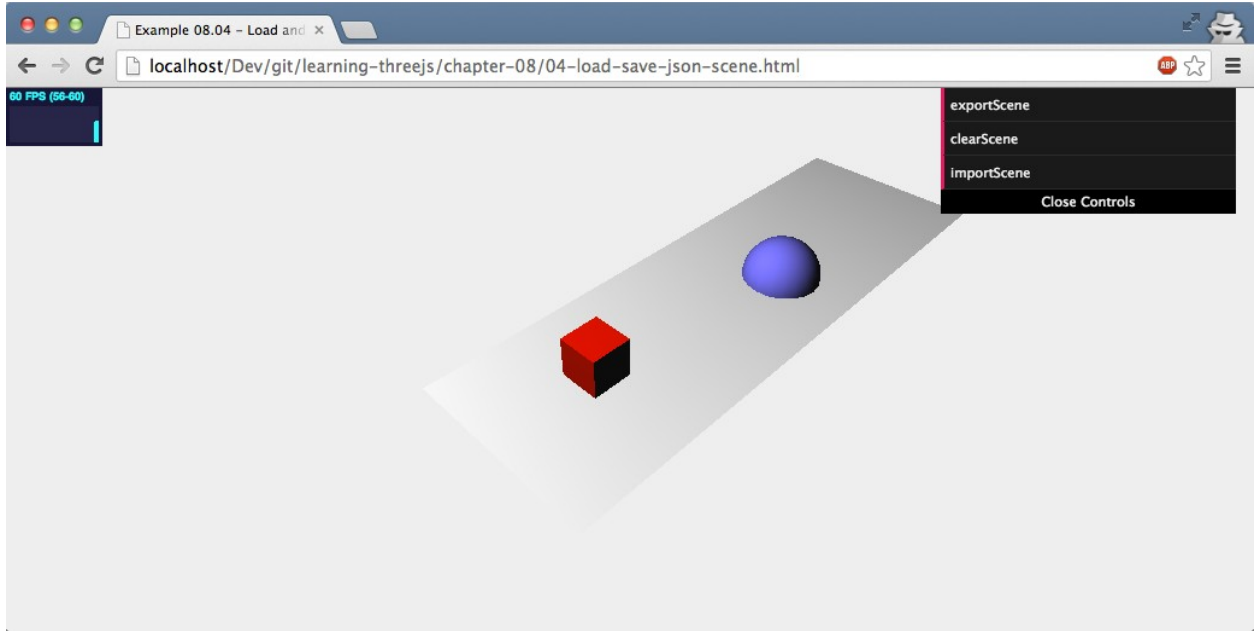 Example 08.04 – Load and
localhost/Dev/git/learning-threejs/chapter-08/04-load-save-json-scene.html
ABP
60 FPS (56-60)
exportScene
clearScene
importScene
Close Controls